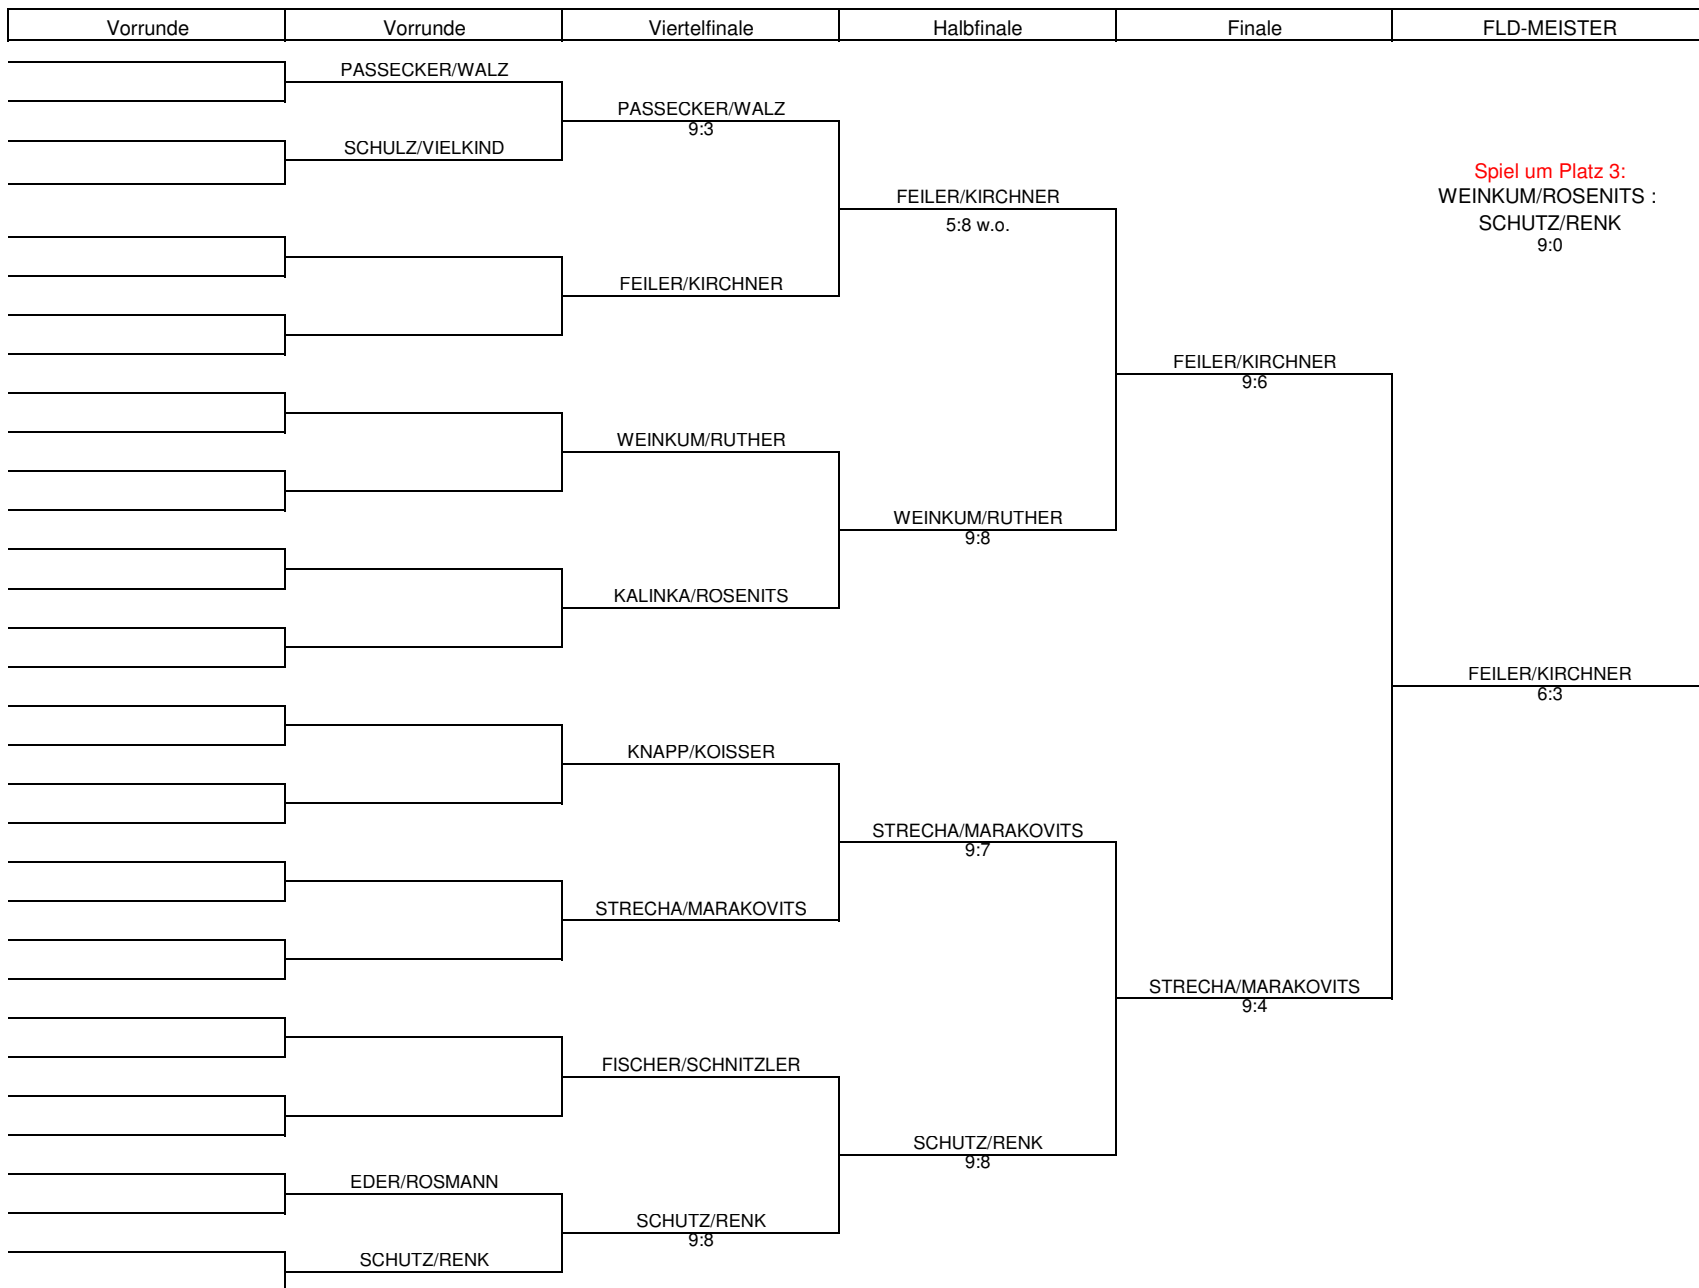 Vorrunde
Vorrunde
Viertelfinale
Halbfinale
Finale
FLD-MEISTER
PASSECKER/WALZ
PASSECKER/WALZ
9:3
SCHULZ/VIELKIND
Spiel um Platz 3:
WEINKUM/ROSENITS :
SCHUTZ/RENK
9:0
FEILER/KIRCHNER
5:8 w.o.
FEILER/KIRCHNER
FEILER/KIRCHNER
9:6
WEINKUM/RUTHER
WEINKUM/RUTHER
9:8
KALINKA/ROSENITS
FEILER/KIRCHNER
6:3
KNAPP/KOISSER
STRECHA/MARAKOVITS
9:7
STRECHA/MARAKOVITS
STRECHA/MARAKOVITS
9:4
FISCHER/SCHNITZLER
SCHUTZ/RENK
9:8
EDER/ROSMANN
SCHUTZ/RENK
9:8
SCHUTZ/RENK